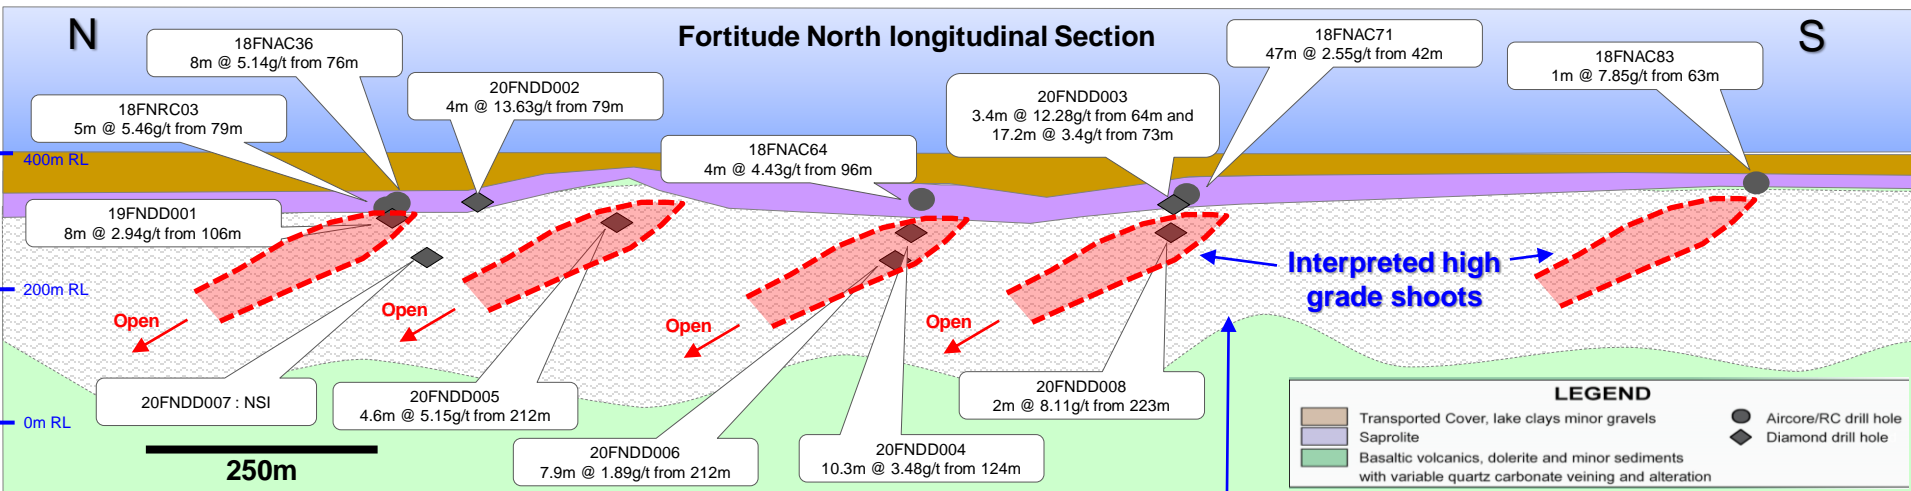 N
Fortitude North longitudinal Section
S
18FNAC36
8m @ 5.14g/t from 76m
20FNDD002
4m @ 13.63g/t from 79m
18FNRC03
5m @ 5.46g/t from 79m
18FNAC64
4m @ 4.43g/t from 96m
20FNDD003
3.4m @ 12.28g/t from 64m and
17.2m @ 3.4g/t from 73m
18FNAC71
47m @ 2.55g/t from 42m
18FNAC83
1m @ 7.85g/t from 63m
400m RL
19FNDD001
8m @ 2.94g/t from 106m
200m RL
Open
Open
Open
Open
Interpreted high
grade shoots
20FNDD007 : NSI
20FNDD005
4.6m @ 5.15g/t from 212m
20FNDD006
7.9m @ 1.89g/t from 212m
20FNDD004
10.3m @ 3.48g/t from 124m
20FNDD008
2m @ 8.11g/t from 223m
0m RL
250m
LEGEND
Transported Cover, lake clays minor gravels
Saprolite
Basaltic volcanics, dolerite and minor sediments
with variable quartz carbonate veining and alteration
Aircore/RC drill hole
Diamond drill hole